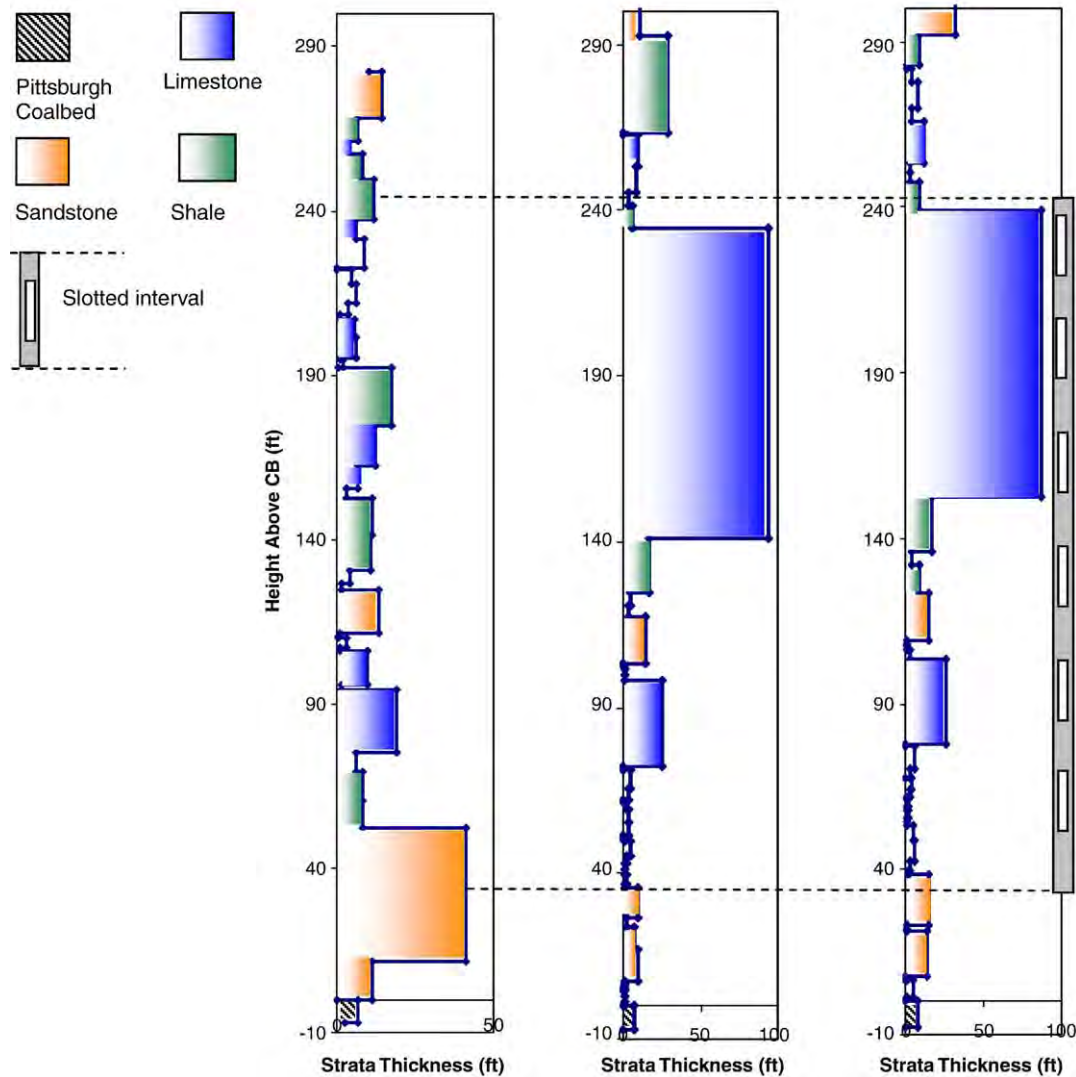 Pittsburgh
Coalbed
Limestone
Sandstone
Shale
Slotted interval
Height Above CB (ft)
290
240
190
140
90
40
-10
0
50
Strata Thickness (ft)
290
240
190
140
90
40
-10
0
50
100
Strata Thickness (ft)
290
240
190
140
90
40
-10
0
50
100
Strata Thickness (ft)